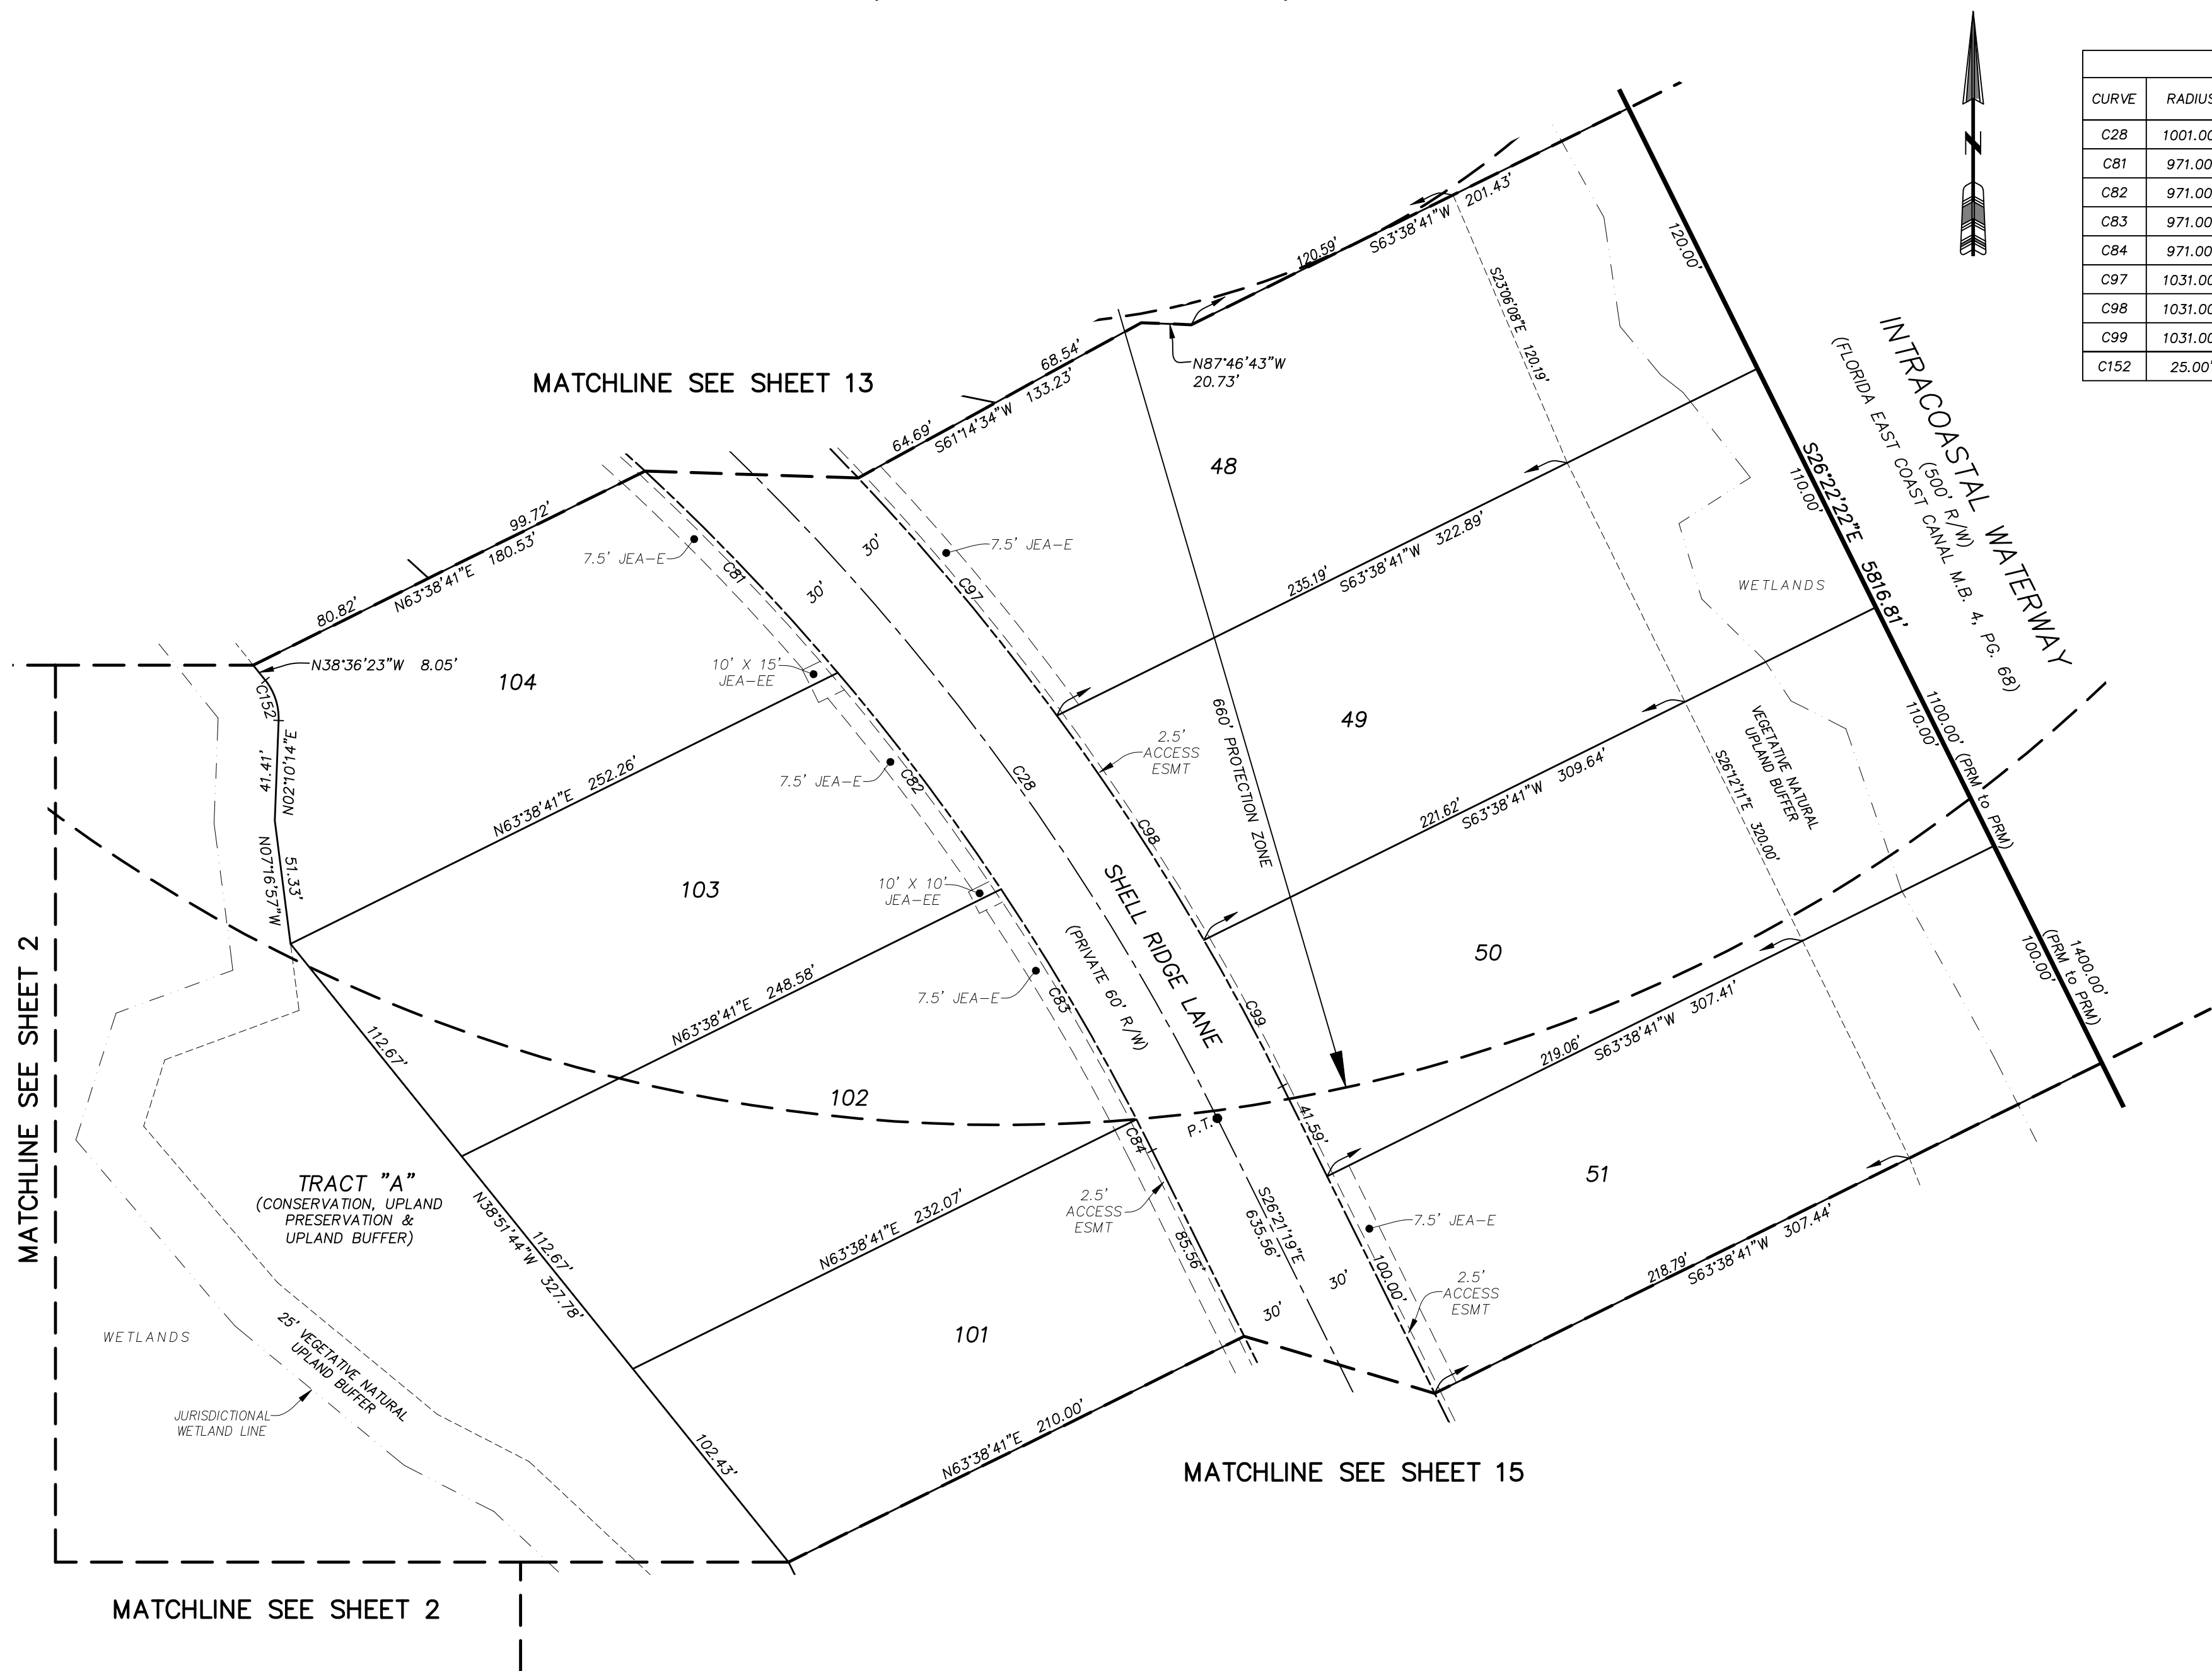 CURVE RADIUS
C28 1001.00
C81 971.00
C82 971.00
C83 971.00
C84 971.00
C97 1031.00
C98 1031.00
C99 1031.00
C152 25.00'
N
MATCHLINE SEE SHEET 13
201.43'
S63°38'41"W
120.59'
120.00'
S23°06'08"E 120.19'
N87°46'43"W
20.73'
68.54'
133.23'
S61°14'34"W
64.69'
48
INTRACOASTAL WATERWAY
(500' R/W)
(FLORIDA EAST COAST CANAL M.B. 4, PG. 68)
S26°22'22"E 5816.81'
110.00'
WETLANDS
99.72'
N63°38'41"E 180.53'
80.82'
7.5' JEA-E
C81
30'
30'
7.5' JEA-E
C97
235.19'
S63°38'41"W 322.89'
N38°36'23"W 8.05'
C152
41.41'
N02°10'14"E
104
10' X 15'
JEA-EE
49
660' PROTECTION ZONE
2.5'
ACCESS
ESMT
N63°38'41"E 252.26'
7.5' JEA-E
C82
C28
C98
221.62'
S63°38'41"W 309.64'
VEGETATIVE NATURAL
UPLAND BUFFER
S26°12'11"E 320.00'
1100.00' (PRM to PRM)
110.00'
N07°16'57"W
51.33'
103
10' X 10'
JEA-EE
SHELL RIDGE LANE
(PRIVATE 60' R/W)
50
1400.00'
(PRM to PRM)
100.00'
MATCHLINE SEE SHEET 2
112.67'
N63°38'41"E 248.58'
7.5' JEA-E
C83
C99
219.06'
S63°38'41"W 307.41'
102
P.T.
C84
41.59'
51
TRACT "A"
(CONSERVATION, UPLAND
PRESERVATION &
UPLAND BUFFER)
N38°51'44"W 327.78'
112.67'
N63°38'41"E 232.07'
2.5'
ACCESS
ESMT
85.56'
S26°21'19"E
635.56'
7.5' JEA-E
100.00'
30'
30'
2.5'
ACCESS
ESMT
218.79'
S63°38'41"W 307.44'
WETLANDS
25' VEGETATIVE NATURAL
UPLAND BUFFER
101
JURISDICTIONAL
WETLAND LINE
102.43'
N63°38'41"E 210.00'
MATCHLINE SEE SHEET 15
MATCHLINE SEE SHEET 2